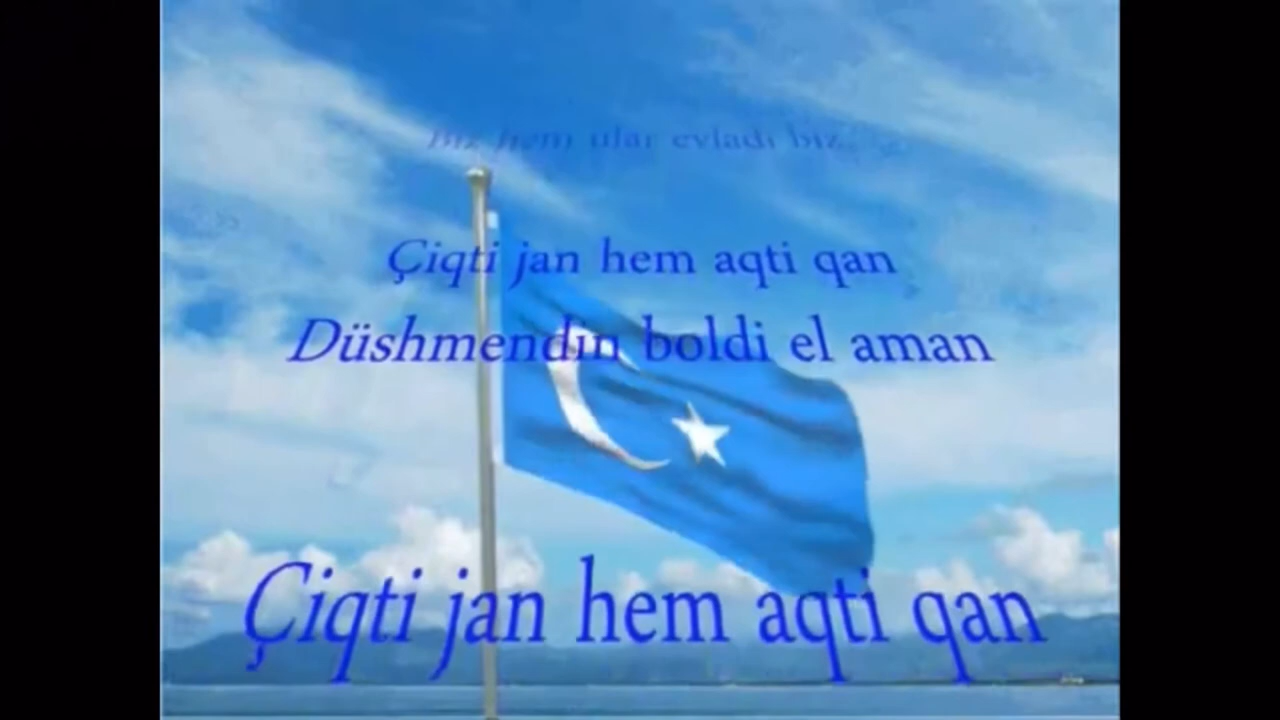 Biz hem ular evladi biz
Çiqti jan hem aqti qan
Düshmendin boldi el aman
Çiqti jan hem aqti qan